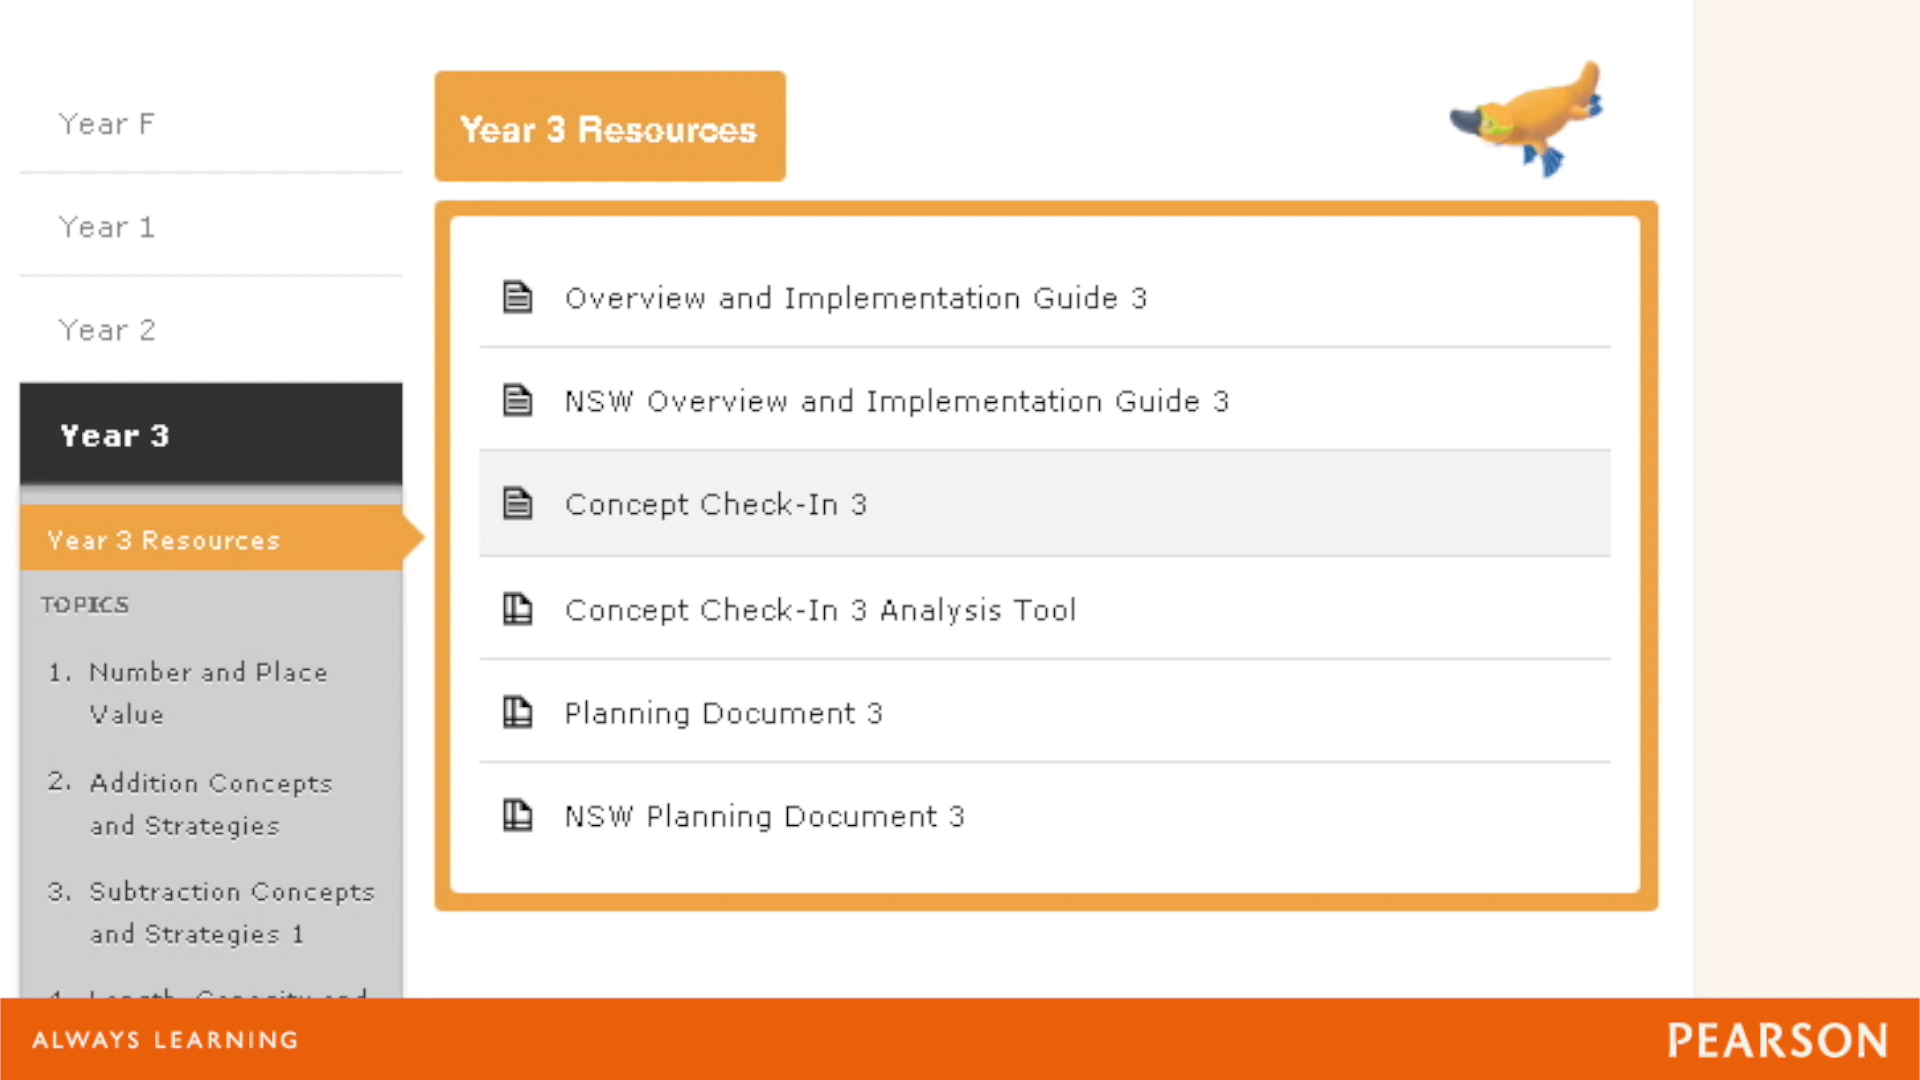 Year F
Year 1
Year 2
Year 3
Year 3 Resources
TOPICS
1. Number and Place
Value
2. Addition Concepts
and Strategies
3. Subtraction Concepts
and Strategies 1
Year 3 Resources
Overview and Implementation Guide 3
NSW Overview and Implementation Guide 3
Concept Check-In 3
Concept Check-In 3 Analysis Tool
Planning Document 3
NSW Planning Document 3
ALWAYS LEARNING
PEARSON